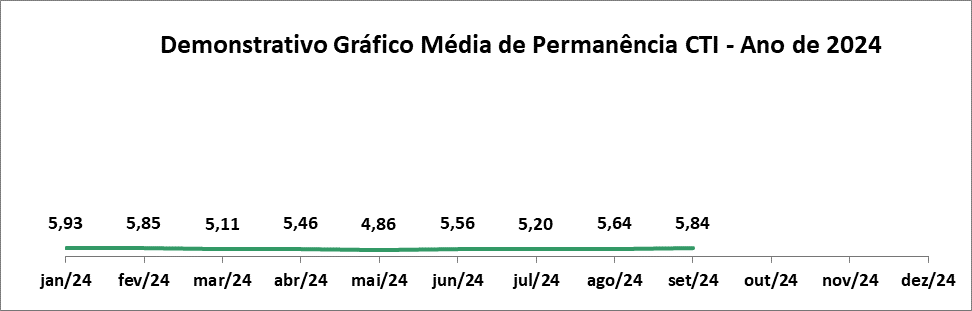 Demonstrativo Gráfico Média de Permanência CTI - Ano de 2024
5,93 5,85 5,11 5,46 4,86 5,56 5,20 5,64 5,84
jan/24 fev/24 mar/24 abr/24 mai/24 jun/24 jul/24 ago/24 set/24 out/24 nov/24 dez/24